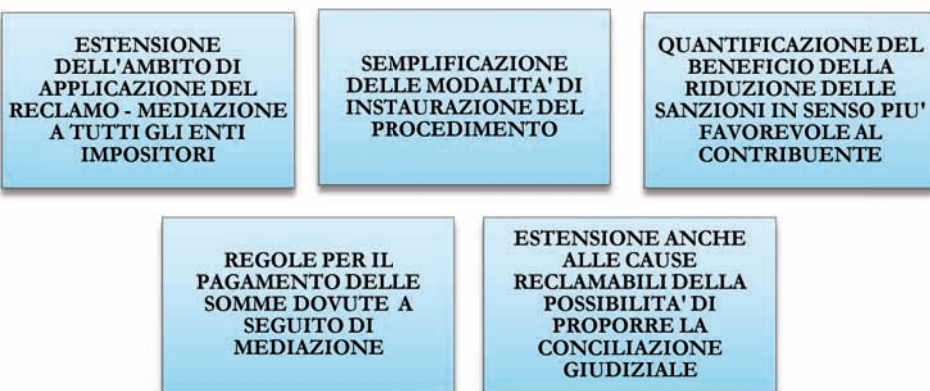 ESTENSIONE
DELL'AMBITO DI
APPLICAZIONE DEL
RECLAMO - MEDIAZIONE
A TUTTI GLI ENTI
IMPOSITORI
SEMPLIFICAZIONE
DELLE MODALITA' DI
INSTAURAZIONE DEL
PROCEDIMENTO
QUANTIFICAZIONE DEL
BENEFICIO DELLA
RIDUZIONE DELLE
SANZIONI IN SENSO PIU'
FAVOREVOLE AL
CONTRIBUENTE
REGOLE PER IL
PAGAMENTO DELLE
SOMME DOVUTE A
SEGUITO DI
MEDIAZIONE
ESTENSIONE ANCHE
ALLE CAUSE
RECLAMABILI DELLA
POSSIBILITA' DI
PROPORRE LA
CONCILIAZIONE
GIUDIZIALE